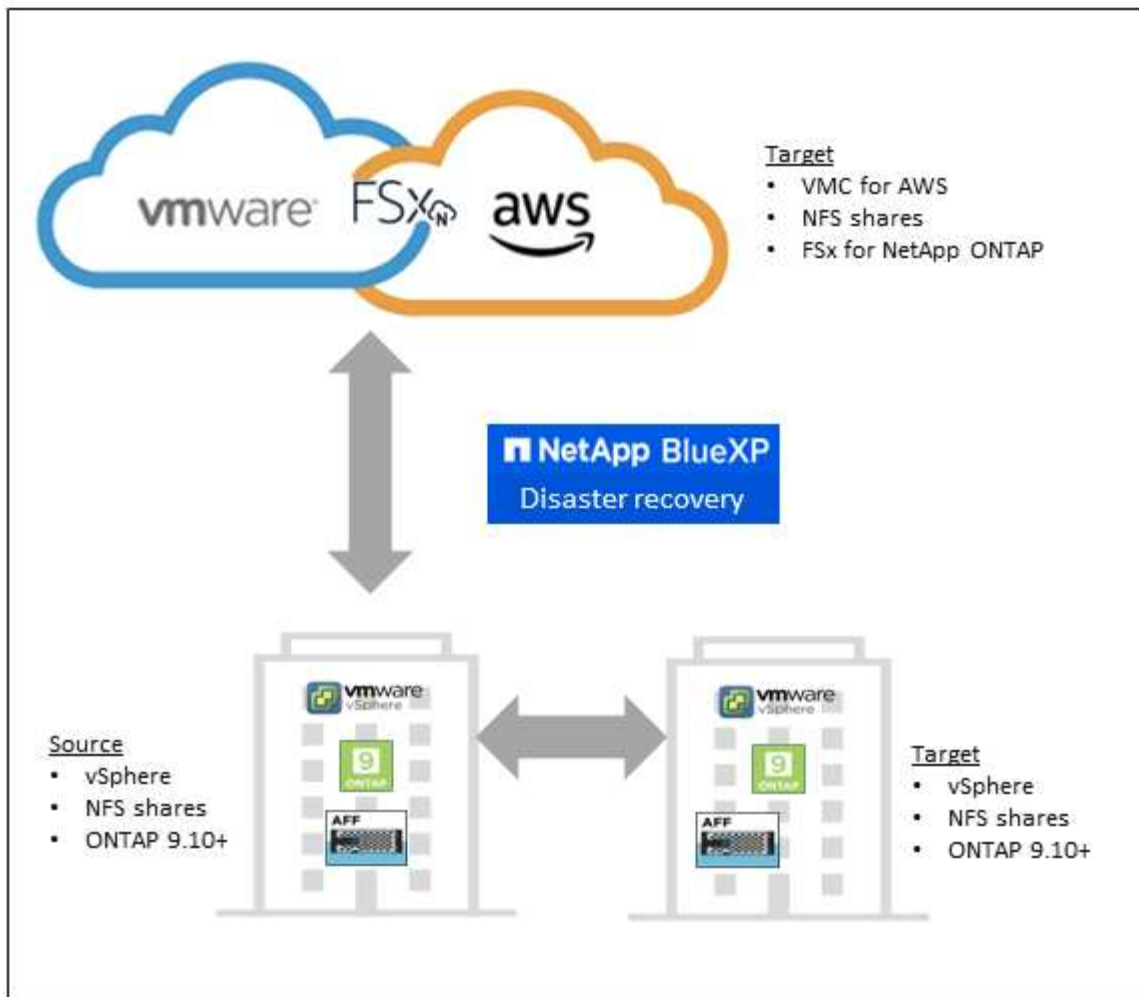 vmware
FSx
N
aws
Target
• VMC for AWS
• NFS shares
• FSx for NetApp ONTAP
NetApp BlueXP
Disaster recovery
vmware
vSphere
9
ONTAP
AFF
Source
• vSphere
• NFS shares
• ONTAP 9.10+
vmware
vSphere
9
ONTAP
AFF
Target
• vSphere
• NFS shares
• ONTAP 9.10+